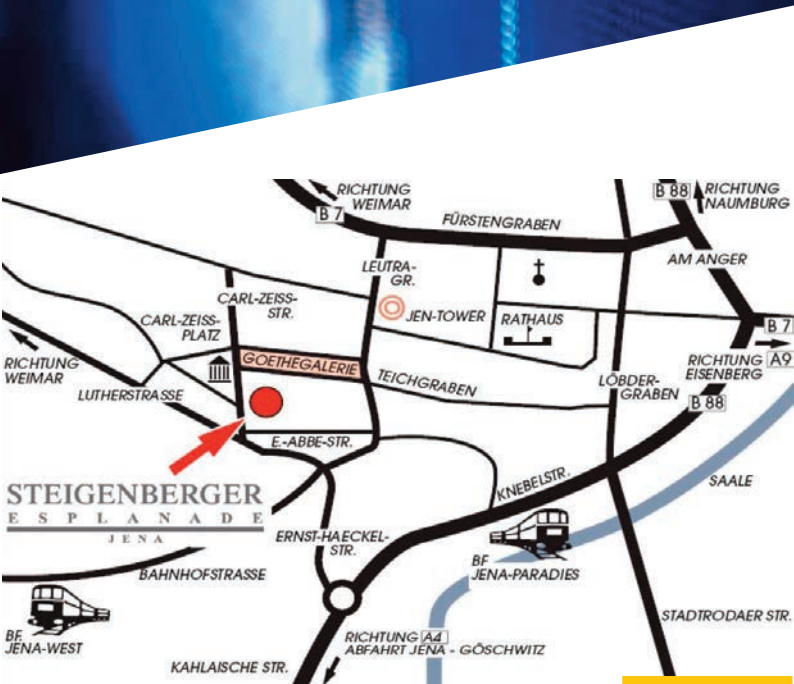 RICHTUNG
WEIMAR
B 7
FÜRSTENGRABEN
B 88
RICHTUNG
NAUMBURG
AM ANGER
LEUTRA-
GR.
CARL-ZEISS-
STR.
JEN-TOWER
RATHAUS
CARL-ZEISS-
PLATZ
B 7
RICHTUNG
WEIMAR
GOETHEGALERIE
RICHTUNG A9
EISENBERG
LUTHERSTRASSE
TEICHGRABEN
LÖBDER-
GRABEN
B 88
E.-ABBE-STR.
STEIGENBERGER
ESPLANADE
JENA
KNEBELSTR.
SAALE
ERNST-HAECKEL-
STR.
BAHNHOFSTRASSE
BF
JENA-PARADIES
BF.
JENA-WEST
STADTRODAER STR.
RICHTUNG A4
ABFAHRT JENA - GÖSCHWITZ
KAHLAISCHE STR.